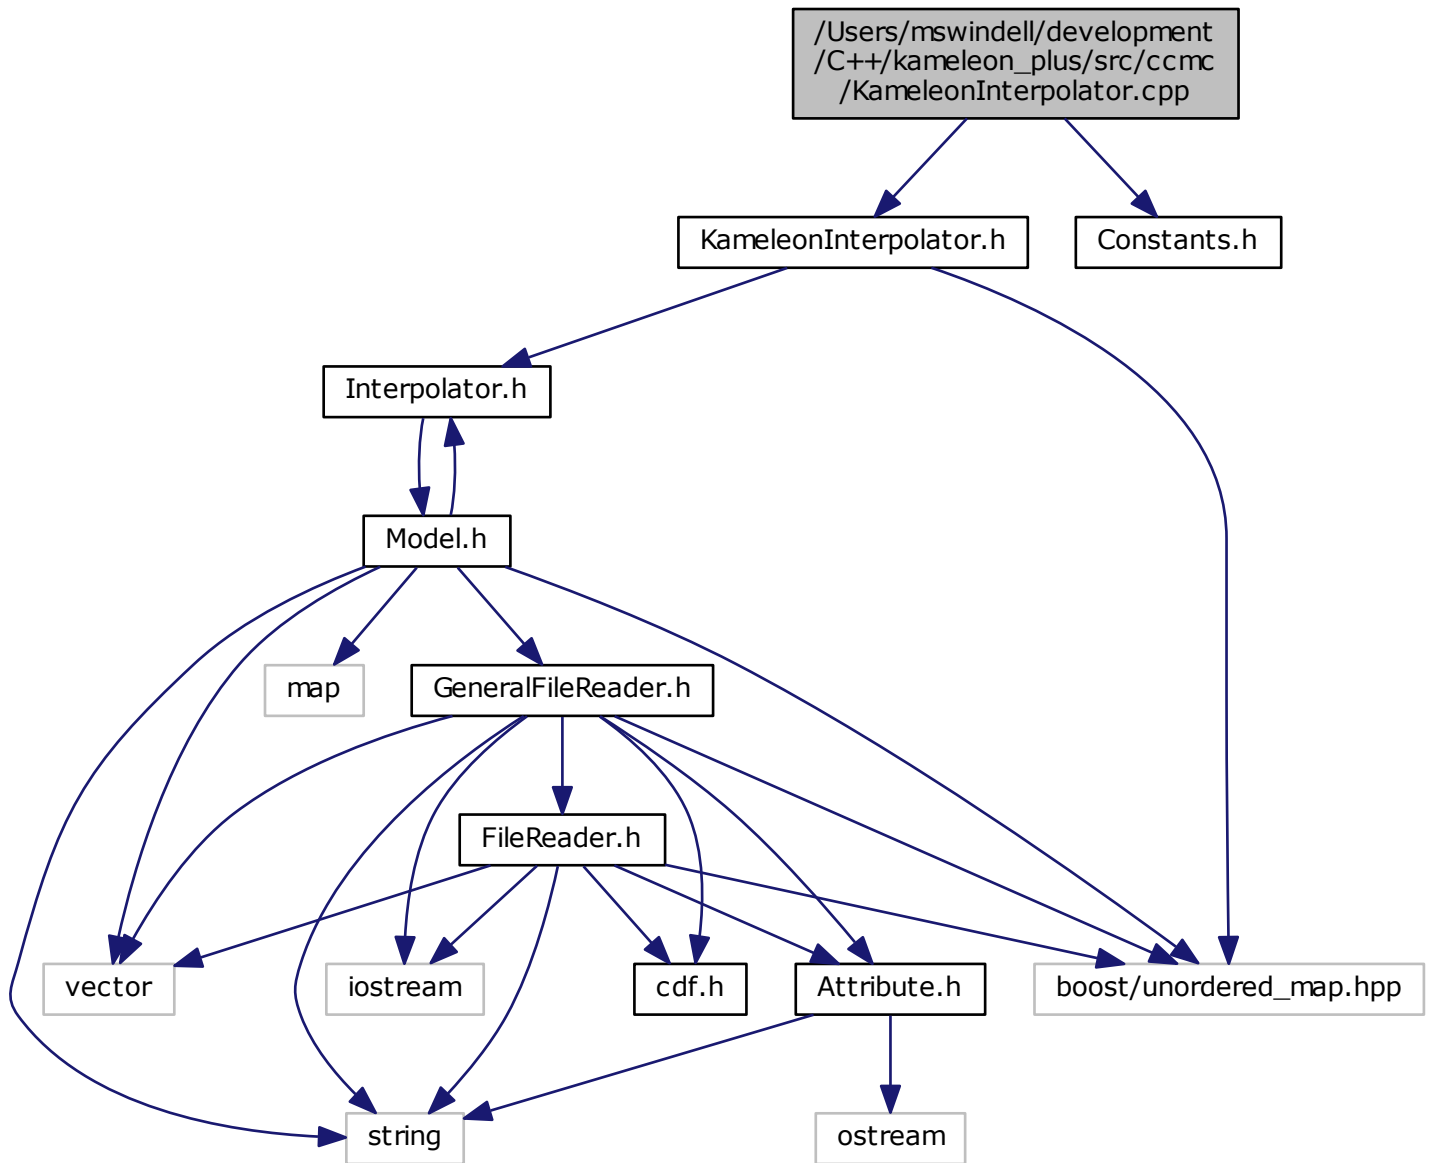 /Users/mswindell/development
/C++/kameleon_plus/src/ccmc
/KameleonInterpolator.cpp
KameleonInterpolator.h
Constants.h
Interpolator.h
Model.h
map
GeneralFileReader.h
FileReader.h
vector
iostream
cdf.h
Attribute.h
boost/unordered_map.hpp
string
ostream